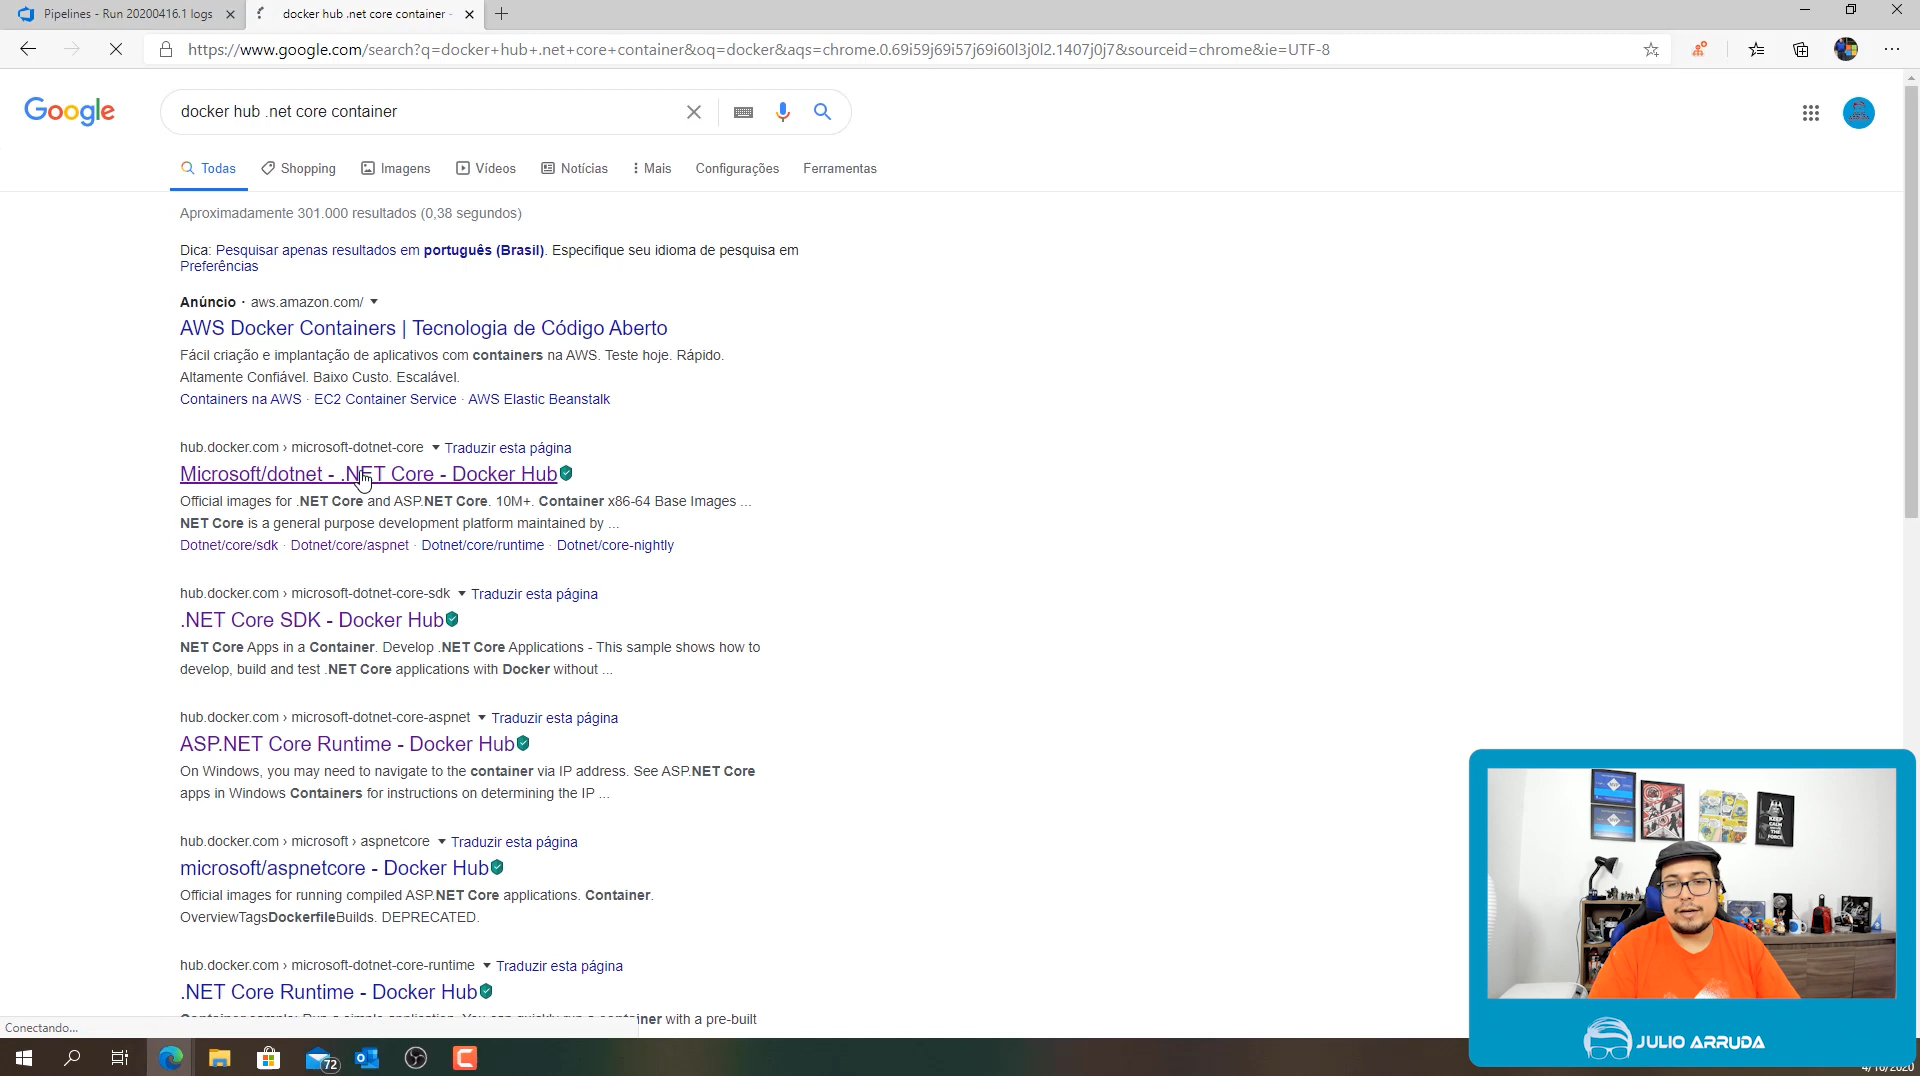 Pipelines - Run 20200416.1 logs
docker hub .net core container -
https://www.google.com/search?q=docker+hub+.net+core+container&oq=docker&aqs=chrome.0.69i59j69i57j69i60l3j0l2.1407j0j7&sourceid=chrome&ie=UTF-8
Google
docker hub .net core container
Todas Shopping Imagens Vídeos Notícias Mais Configurações Ferramentas
Aproximadamente 301.000 resultados (0,38 segundos)
Dica: Pesquisar apenas resultados em português (Brasil). Especifique seu idioma de pesquisa em
Preferências
Anúncio · aws.amazon.com/
AWS Docker Containers | Tecnologia de Código Aberto
Fácil criação e implantação de aplicativos com containers na AWS. Teste hoje. Rápido.
Altamente Confiável. Baixo Custo. Escalável.
Containers na AWS · EC2 Container Service · AWS Elastic Beanstalk
hub.docker.com › microsoft-dotnet-core Traduzir esta página
Microsoft/dotnet - .NET Core - Docker Hub
Official images for .NET Core and ASP.NET Core. 10M+. Container x86-64 Base Images ...
NET Core is a general purpose development platform maintained by ...
Dotnet/core/sdk · Dotnet/core/aspnet · Dotnet/core/runtime · Dotnet/core-nightly
hub.docker.com › microsoft-dotnet-core-sdk Traduzir esta página
.NET Core SDK - Docker Hub
NET Core Apps in a Container. Develop .NET Core Applications - This sample shows how to
develop, build and test .NET Core applications with Docker without ...
hub.docker.com › microsoft-dotnet-core-aspnet Traduzir esta página
ASP.NET Core Runtime - Docker Hub
On Windows, you may need to navigate to the container via IP address. See ASP.NET Core
apps in Windows Containers for instructions on determining the IP ...
hub.docker.com › microsoft › aspnetcore Traduzir esta página
microsoft/aspnetcore - Docker Hub
Official images for running compiled ASP.NET Core applications. Container.
OverviewTagsDockerfileBuilds. DEPRECATED.
hub.docker.com › microsoft-dotnet-core-runtime Traduzir esta página
.NET Core Runtime - Docker Hub
with a pre-built
Conectando...
KEEP
CALM
THE
FORCE
JULIO ARRUDA
72
4/16/2020